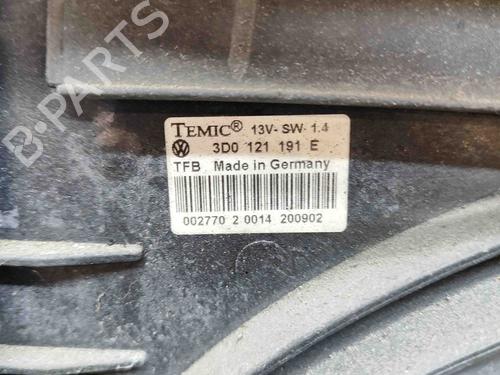 B-PARTS
TEMIC® 13V- SW 1.4
3D0 121 191 E
TFB Made in Germany
002770 2 0014 200902